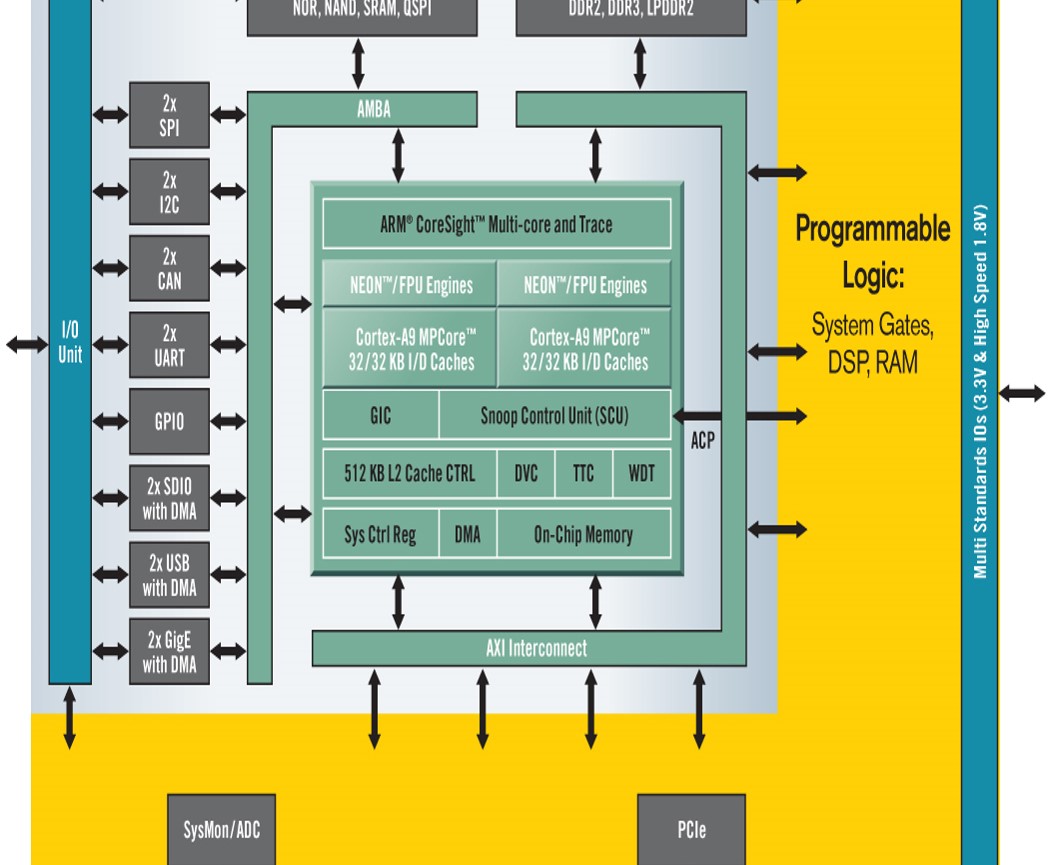 NOR, NAND, SRAM, QSPI
DDR2, DDR3, LPDDR2
AMBA
2x
SPI
2x
I2C
2x
CAN
2x
UART
GPIO
2x SDIO
with DMA
2x USB
with DMA
2x GigE
with DMA
I/O
Unit
ARM® CoreSight™ Multi-core and Trace
NEON™/FPU Engines
NEON™/FPU Engines
Cortex-A9 MPCore™
32/32 KB I/D Caches
Cortex-A9 MPCore™
32/32 KB I/D Caches
GIC
Snoop Control Unit (SCU)
ACP
512 KB L2 Cache CTRL
DVC
TTC
WDT
Sys Ctrl Reg
DMA
On-Chip Memory
AXI Interconnect
Programmable
Logic:
System Gates,
DSP, RAM
Multi Standards IOs (3.3V & High Speed 1.8V)
SysMon/ADC
PCIe